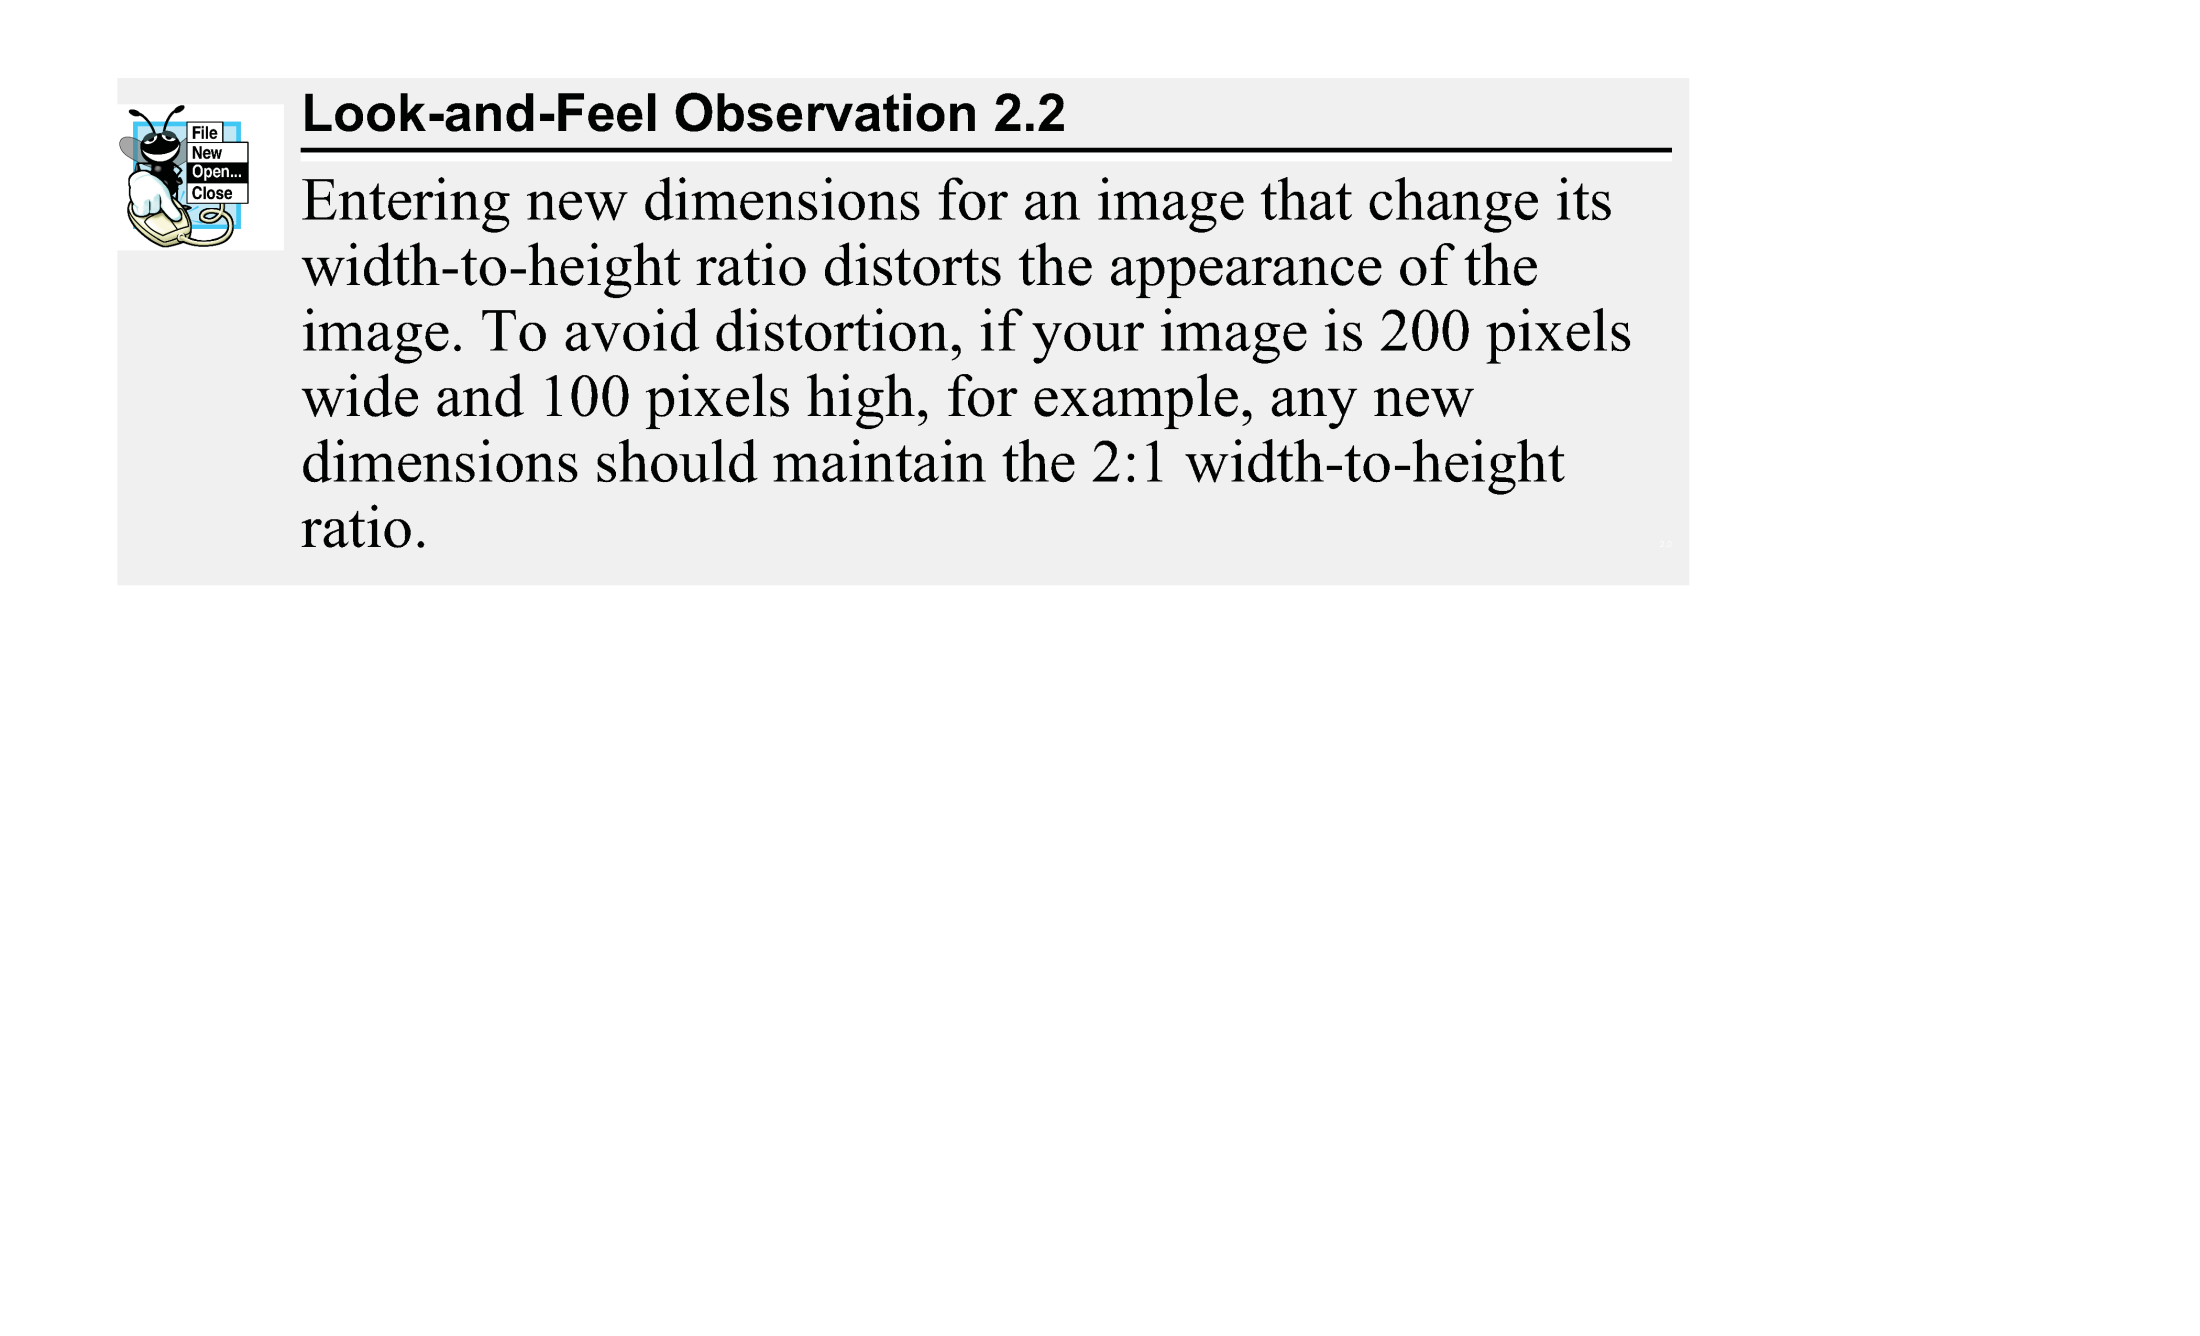 Look-and-Feel Observation 2.2
File
New
Open...
Close
Entering new dimensions for an image that change its
width-to-height ratio distorts the appearance of the
image. To avoid distortion, if your image is 200 pixels
wide and 100 pixels high, for example, any new
dimensions should maintain the 2:1 width-to-height
ratio.